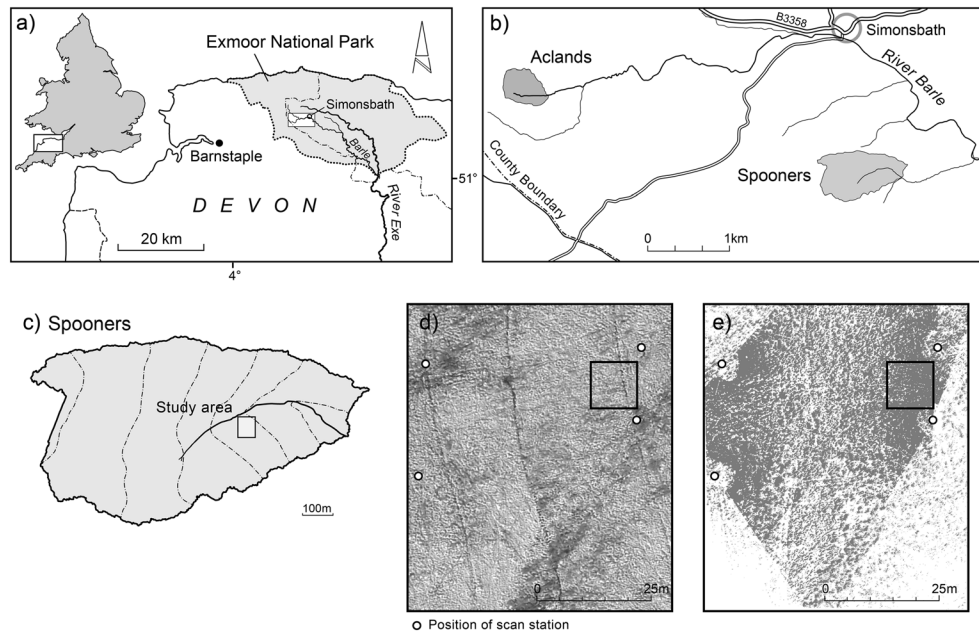 a)
Exmoor National Park
Simonsbath
Barle
Barnstaple
51°
DEVON
River Exe
20 km
4°
b)
B3358
Simonsbath
Aclands
River Barle
County Boundary
Spooners
0 1km
c) Spooners
Study area
100m
d)
0 25m
e)
0 25m
Position of scan station